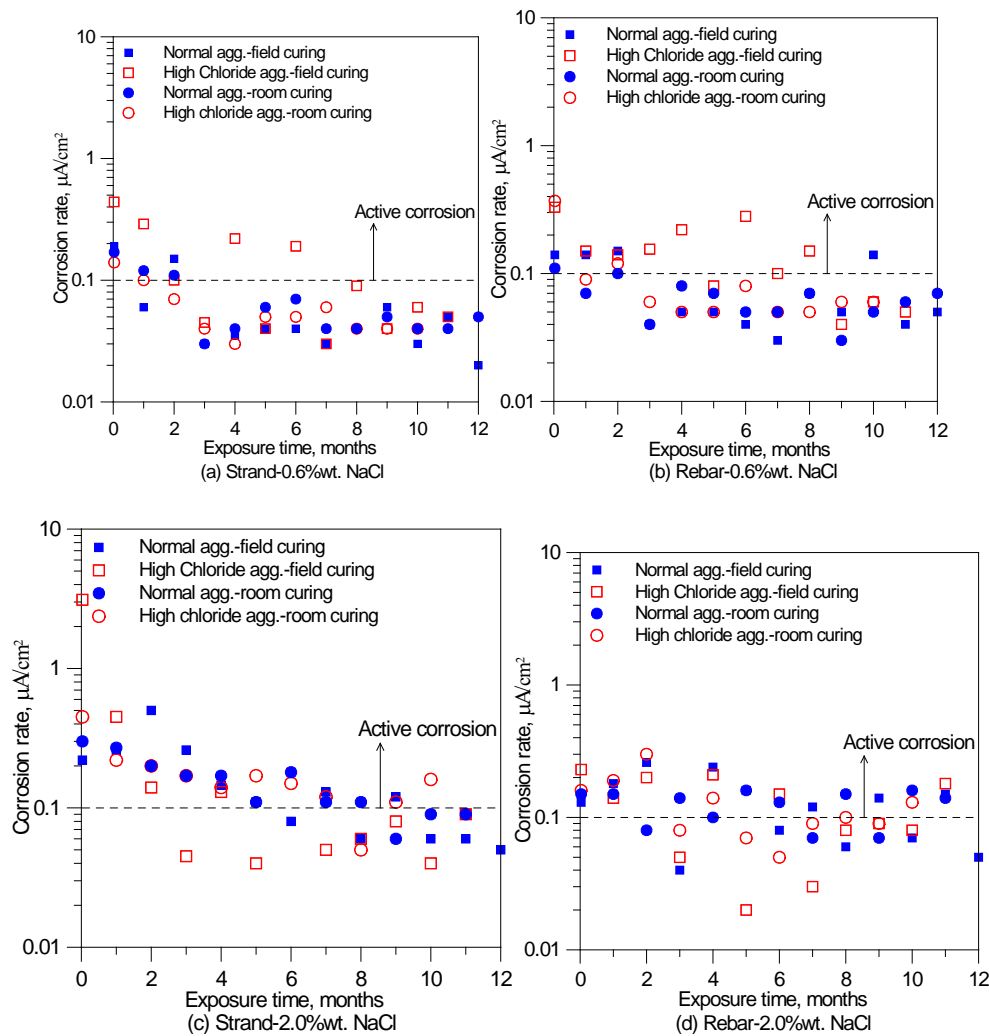 10
1
0.1
0.01
Corrosion rate, μA/cm²
Normal agg.-field curing
High Chloride agg.-field curing
Normal agg.-room curing
High chloride agg.-room curing
Active corrosion
0 2 4 6 8 10 12
Exposure time, months
(a) Strand-0.6%wt. NaCl
10
1
0.1
0.01
Corrosion rate, μA/cm²
Normal agg.-field curing
High Chloride agg.-field curing
Normal agg.-room curing
High chloride agg.-room curing
Active corrosion
0 2 4 6 8 10 12
Exposure time, months
(b) Rebar-0.6%wt. NaCl
10
1
0.1
0.01
Corrosion rate, μA/cm²
Normal agg.-field curing
High Chloride agg.-field curing
Normal agg.-room curing
High chloride agg.-room curing
Active corrosion
0 2 4 6 8 10 12
Exposure time, months
(c) Strand-2.0%wt. NaCl
10
1
0.1
0.01
Corrosion rate, μA/cm²
Normal agg.-field curing
High Chloride agg.-field curing
Normal agg.-room curing
High chloride agg.-room curing
Active corrosion
0 2 4 6 8 10 12
Exposure time, months
(d) Rebar-2.0%wt. NaCl